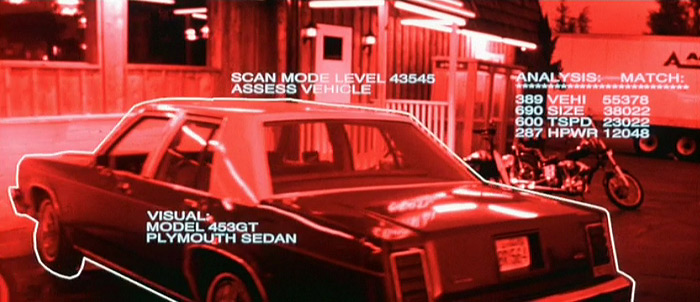 SCAN MODE LEVEL 43545
ASSESS VEHICLE
ANALYSIS: MATCH:
389 VEHI 55378
690 SIZE 38022
600 TSPD 23022
287 HPWR 12048
VISUAL:
MODEL 453GT
PLYMOUTH SEDAN